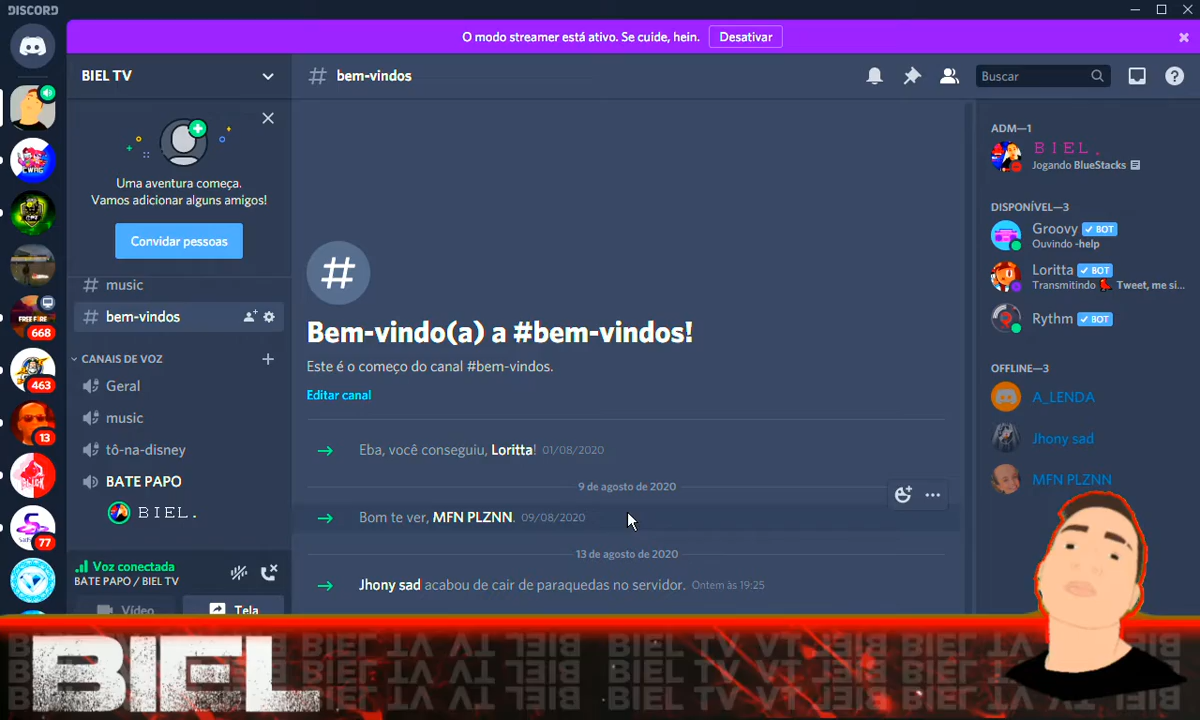 DISCORD
O modo streamer está ativo. Se cuide, hein.
Desativar
BIEL TV
Uma aventura começa.
Vamos adicionar alguns amigos!
Convidar pessoas
# music
# bem-vindos
CANAIS DE VOZ
Geral
music
tô-na-disney
BATE PAPO
BIEL.
Voz conectada
BATE PAPO / BIEL TV
Vídeo
Tela
668
463
13
77
# bem-vindos
Buscar
#
Bem-vindo(a) a #bem-vindos!
Este é o começo do canal #bem-vindos.
Editar canal
Eba, você conseguiu, Loritta! 01/08/2020
9 de agosto de 2020
Bom te ver, MFN PLZNN. 09/08/2020
13 de agosto de 2020
Jhony sad acabou de cair de paraquedas no servidor. Ontem às 19:25
ADM—1
BIEL.
Jogando BlueStacks
DISPONÍVEL—3
Groovy BOT
Ouvindo -help
Loritta BOT
Transmitindo Tweet, me si...
Rythm BOT
OFFLINE—3
A_LENDA
Jhony sad
MFN PLZNN
BIEL
BIEL TV